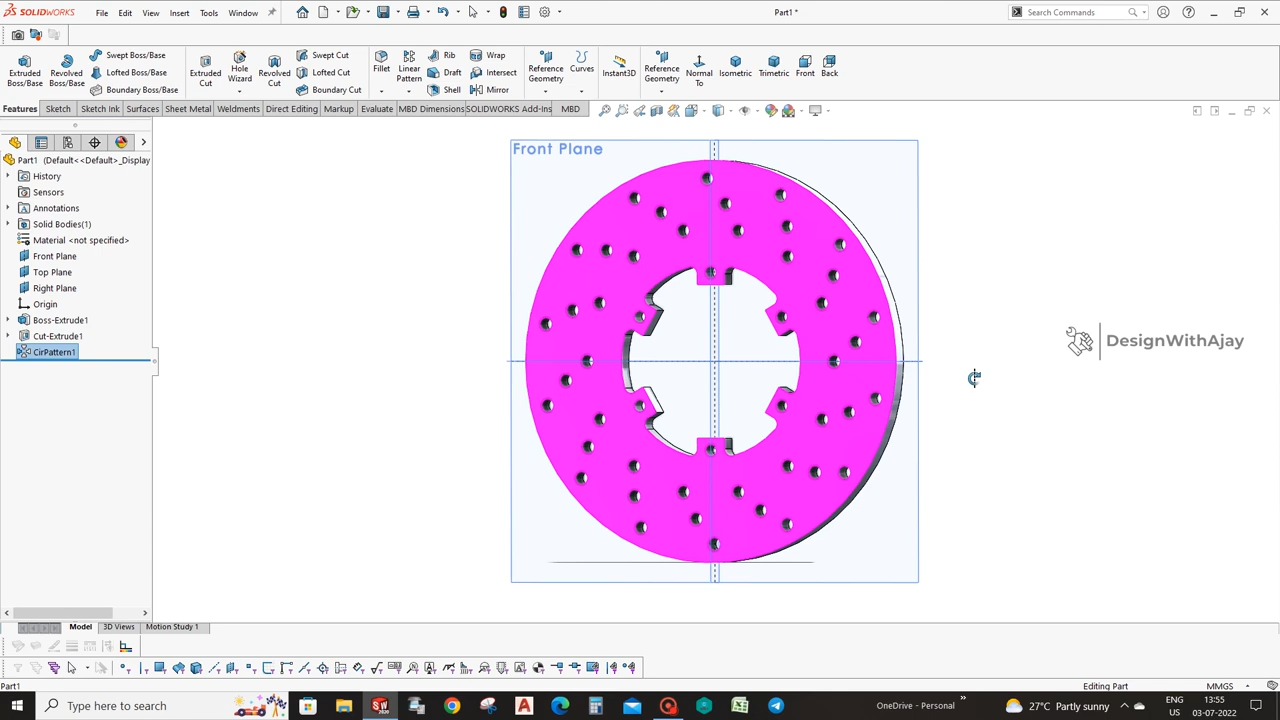 SOLIDWORKS
File
Edit
View
Insert
Tools
Window
Part1 *
Search Commands
Extruded Boss/Base
Revolved Boss/Base
Swept Boss/Base
Lofted Boss/Base
Boundary Boss/Base
Extruded Cut
Hole Wizard
Revolved Cut
Swept Cut
Lofted Cut
Boundary Cut
Fillet
Linear Pattern
Rib
Draft
Shell
Wrap
Intersect
Mirror
Reference Geometry
Curves
Instant3D
Reference Geometry
Normal To
Isometric
Trimetric
Front
Back
Features
Sketch
Sketch Ink
Surfaces
Sheet Metal
Weldments
Direct Editing
Markup
Evaluate
MBD Dimensions
SOLIDWORKS Add-Ins
MBD
Part1 (Default<<Default>_Display
History
Sensors
Annotations
Solid Bodies(1)
Material <not specified>
Front Plane
Top Plane
Right Plane
Origin
Boss-Extrude1
Cut-Extrude1
CirPattern1
Front Plane
DesignWithAjay
Model
3D Views
Motion Study 1
Part1
Editing Part
MMGS
Type here to search
OneDrive - Personal
27°C Partly sunny
ENG
US
13:55
03-07-2022